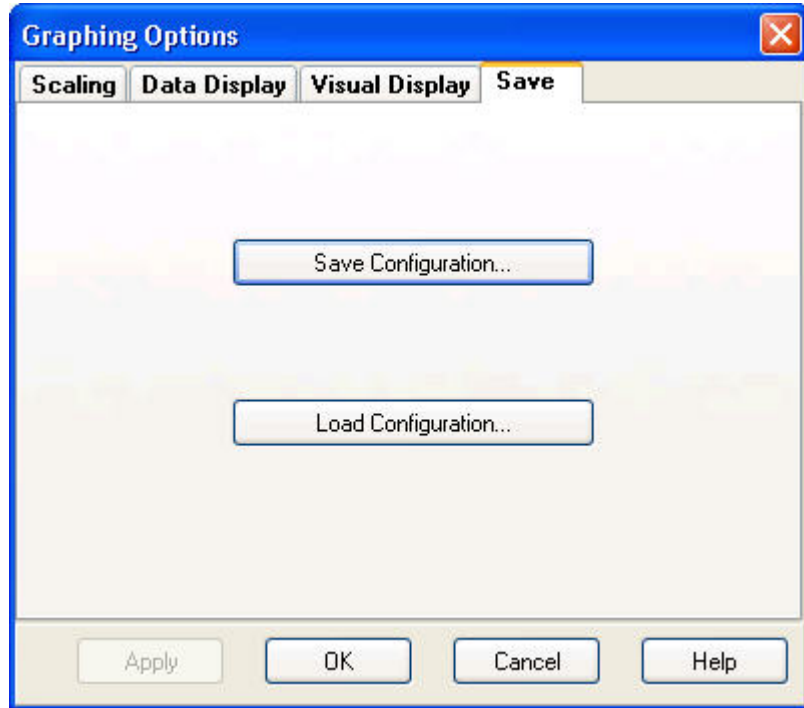 Graphing Options
Scaling Data Display Visual Display Save
Save Configuration...
Load Configuration...
Apply OK Cancel Help